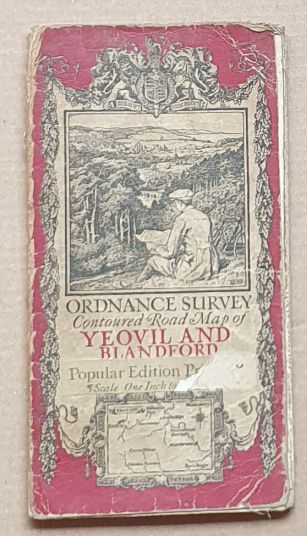 ORDNANCE SURVEY
Contoured Road Map of
YEOVIL AND
BLANDFORD
Popular Edition
Scale One Inch to